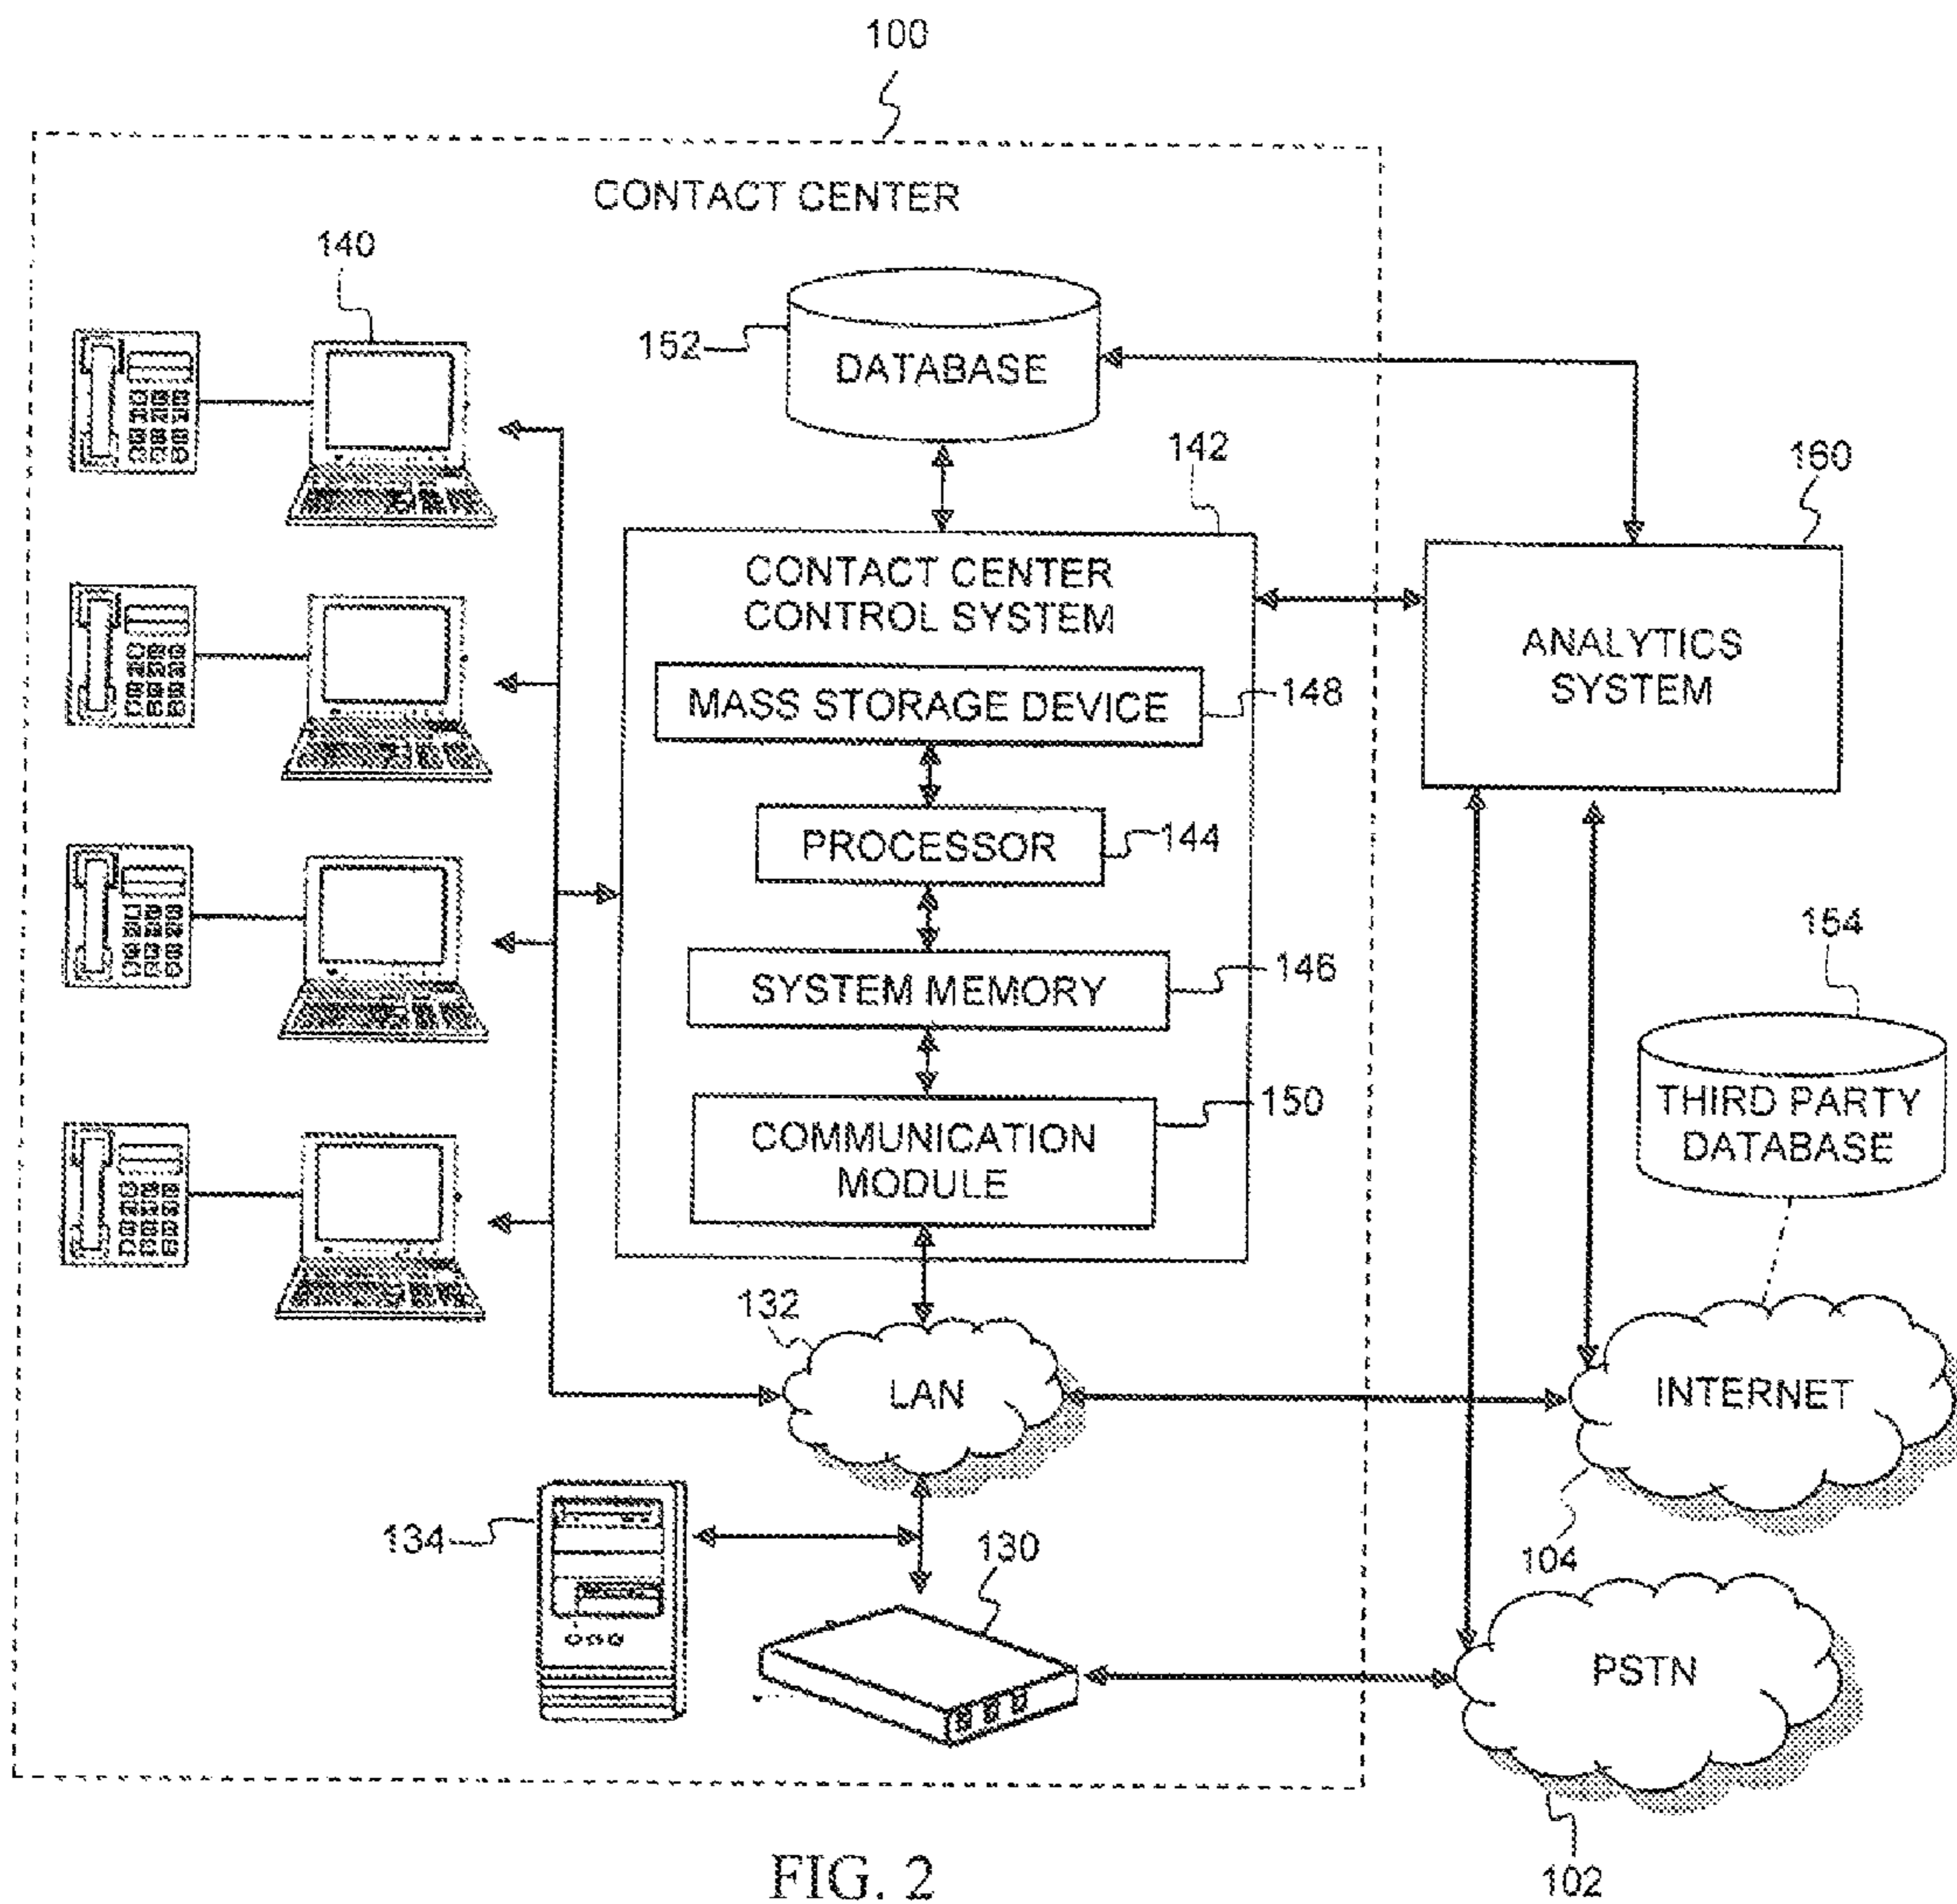 100
CONTACT CENTER
140
152
DATABASE
142
160
CONTACT CENTER
CONTROL SYSTEM
ANALYTICS
SYSTEM
MASS STORAGE DEVICE
148
PROCESSOR
144
154
SYSTEM MEMORY
146
THIRD PARTY
DATABASE
150
COMMUNICATION
MODULE
132
LAN
INTERNET
134
130
104
PSTN
102
FIG. 2